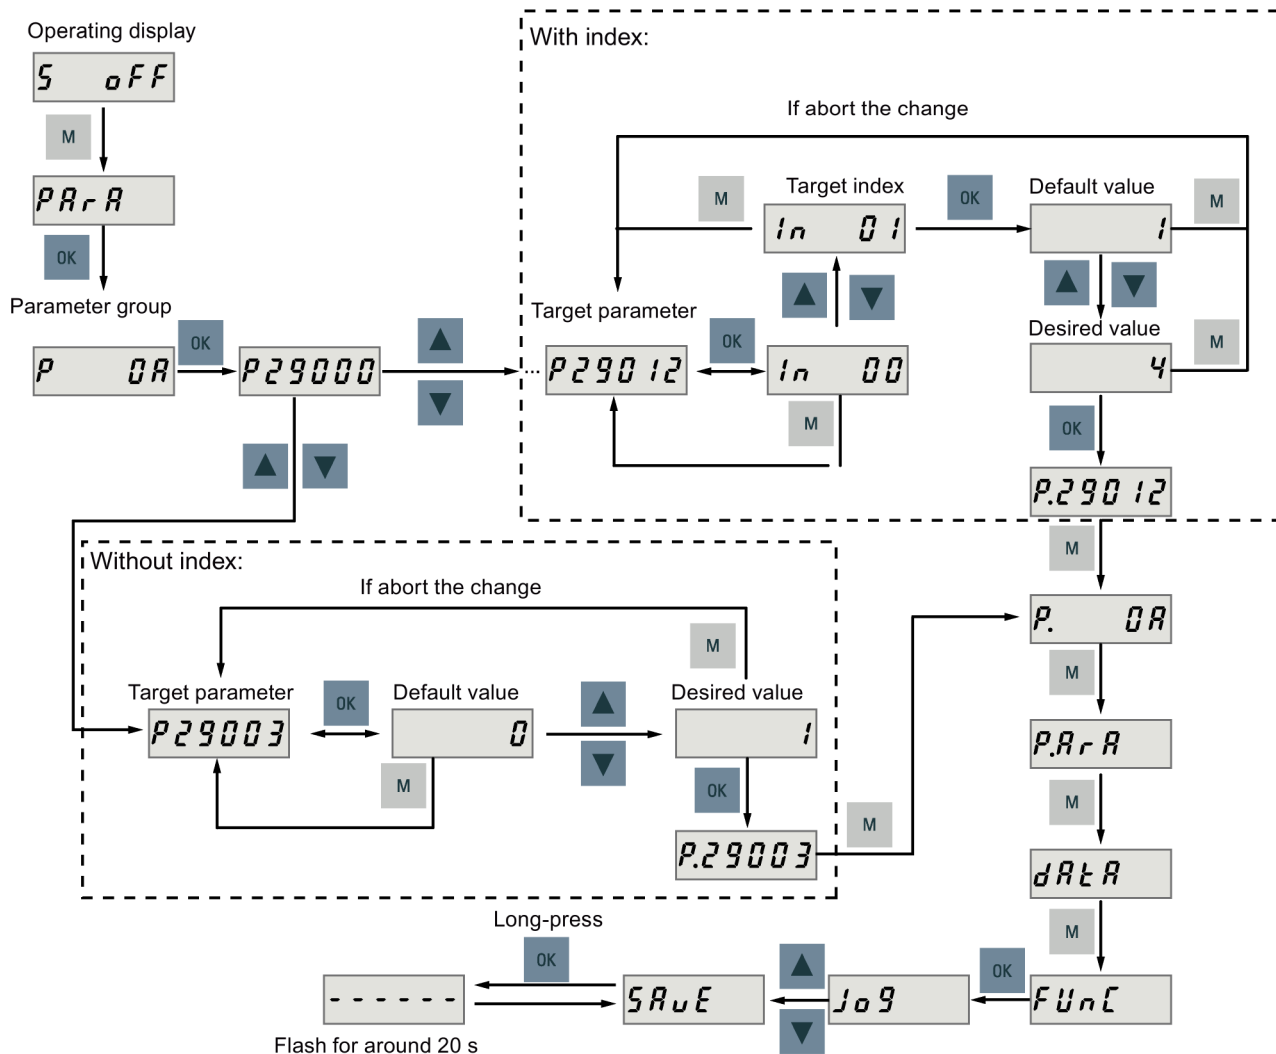 Operating display
With index:
S oFF
If abort the change
M
PArA
M
Target index
OK
Default value
M
In 01
1
OK
Parameter group
Target parameter
Desired value
OK
OK
M
P 0A
P29000
... P29012
In 00
4
M
OK
P.29012
Without index:
M
If abort the change
P. 0A
M
M
Target parameter
OK
Default value
Desired value
P29003
0
1
P.ArA
M
OK
M
M
P.29003
dAtA
Long-press
M
OK
OK
------
SAvE
Jog
FUnC
Flash for around 20 s